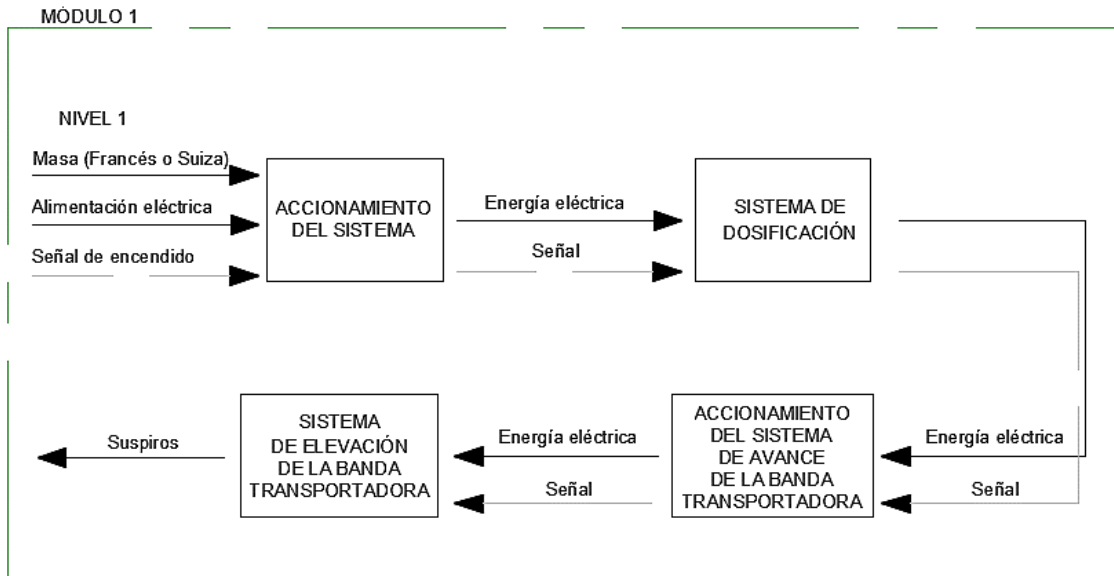 MÓDULO 1
NIVEL 1
Masa (Francés o Suiza)
Alimentación eléctrica
Señal de encendido
ACCIONAMIENTO
DEL SISTEMA
Energía eléctrica
Señal
SISTEMA DE
DOSIFICACIÓN
Energía eléctrica
Señal
ACCIONAMIENTO
DEL SISTEMA
DE AVANCE
DE LA BANDA
TRANSPORTADORA
Energía eléctrica
Señal
SISTEMA
DE ELEVACIÓN
DE LA BANDA
TRANSPORTADORA
Suspiros